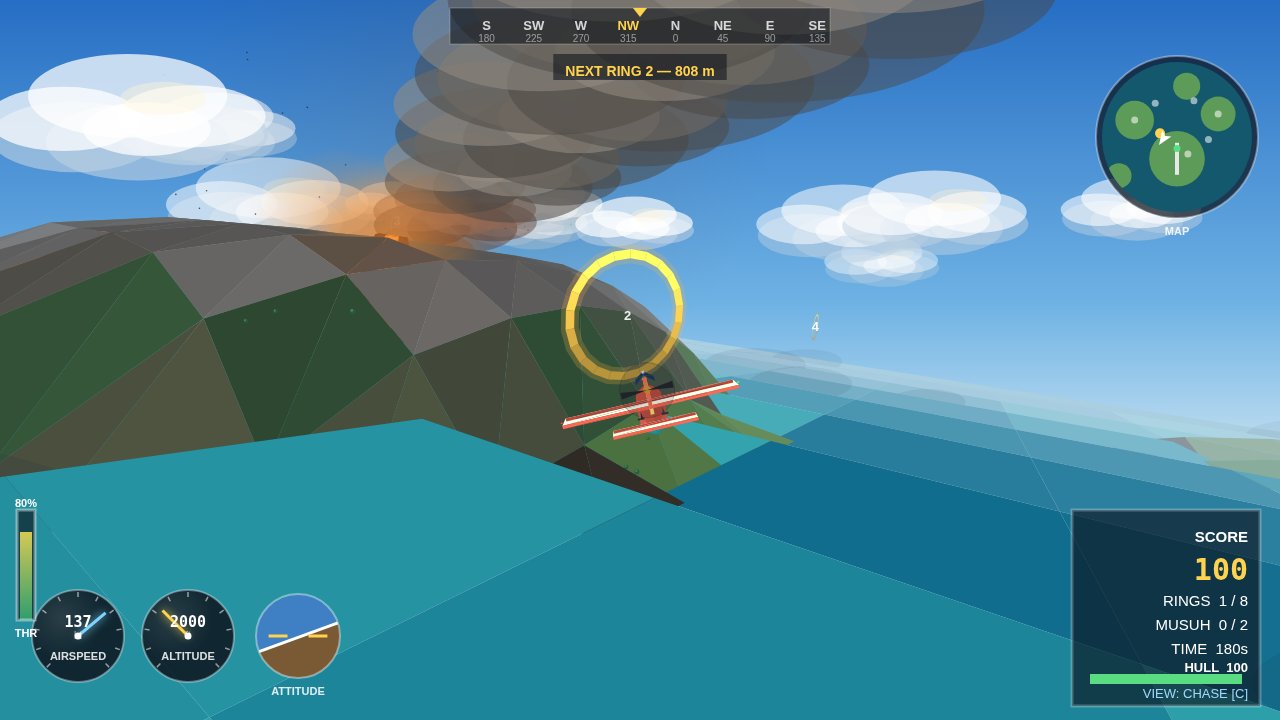 S SW W NW N NE E SE
180 225 270 315 0 45 90 135
NEXT RING 2 — 808 m
MAP
3
2
4
80%
THR
137
AIRSPEED
2000
ALTITUDE
ATTITUDE
SCORE
100
RINGS 1 / 8
MUSUH 0 / 2
TIME 180s
HULL 100
VIEW: CHASE [C]